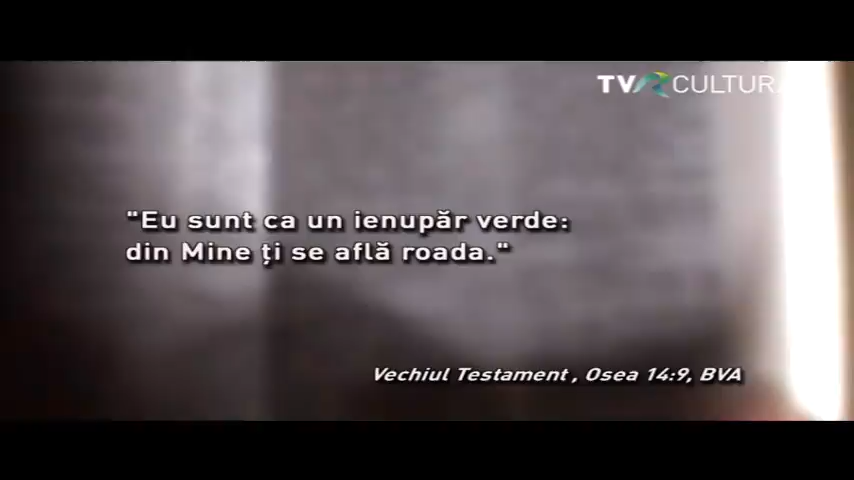 TVR CULTURAL
"Eu sunt ca un ienupăr verde:
din Mine ți se află roada."
Vechiul Testament, Osea 14:9, BVA